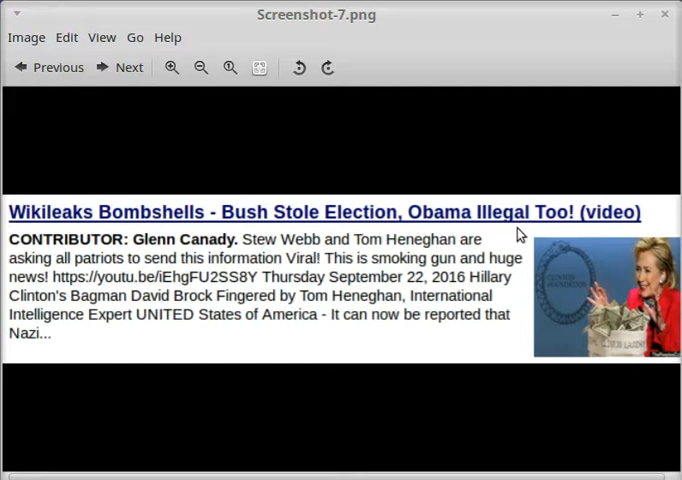 Screenshot-7.png
Image Edit View Go Help
Previous Next
Wikileaks Bombshells - Bush Stole Election, Obama Illegal Too! (video)
CONTRIBUTOR: Glenn Canady. Stew Webb and Tom Heneghan are
asking all patriots to send this information Viral! This is smoking gun and huge
news! https://youtu.be/iEhgFU2SS8Y Thursday September 22, 2016 Hillary
Clinton's Bagman David Brock Fingered by Tom Heneghan, International
Intelligence Expert UNITED States of America - It can now be reported that
Nazi...
CLINTON
FOUNDATION